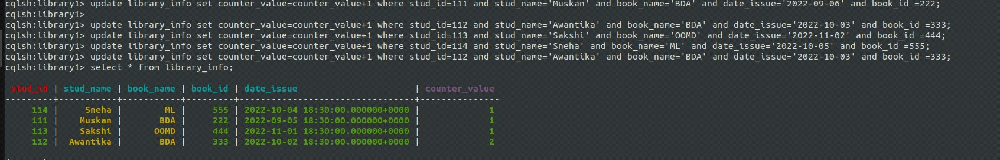 cqlsh:library1> update library_info set counter_value=counter_value+1 where stud_id=111 and stud_name='Muskan' and book_name='BDA' and date_issue='2022-09-06' and book_id =222;
cqlsh:library1>
cqlsh:library1> update library_info set counter_value=counter_value+1 where stud_id=112 and stud_name='Awantika' and book_name='BDA' and date_issue='2022-10-03' and book_id =333;
cqlsh:library1> update library_info set counter_value=counter_value+1 where stud_id=113 and stud_name='Sakshi' and book_name='OOMD' and date_issue='2022-11-02' and book_id =444;
cqlsh:library1> update library_info set counter_value=counter_value+1 where stud_id=114 and stud_name='Sneha' and book_name='ML' and date_issue='2022-10-05' and book_id =555;
cqlsh:library1> update library_info set counter_value=counter_value+1 where stud_id=112 and stud_name='Awantika' and book_name='BDA' and date_issue='2022-10-03' and book_id =333;
cqlsh:library1> select * from library_info;
 stud_id | stud_name | book_name | book_id | date_issue                      | counter_value
---------+-----------+-----------+---------+---------------------------------+---------------
     114 |     Sneha |        ML |     555 | 2022-10-04 18:30:00.000000+0000 |             1
     111 |    Muskan |       BDA |     222 | 2022-09-05 18:30:00.000000+0000 |             1
     113 |    Sakshi |      OOMD |     444 | 2022-11-01 18:30:00.000000+0000 |             1
     112 |  Awantika |       BDA |     333 | 2022-10-02 18:30:00.000000+0000 |             2